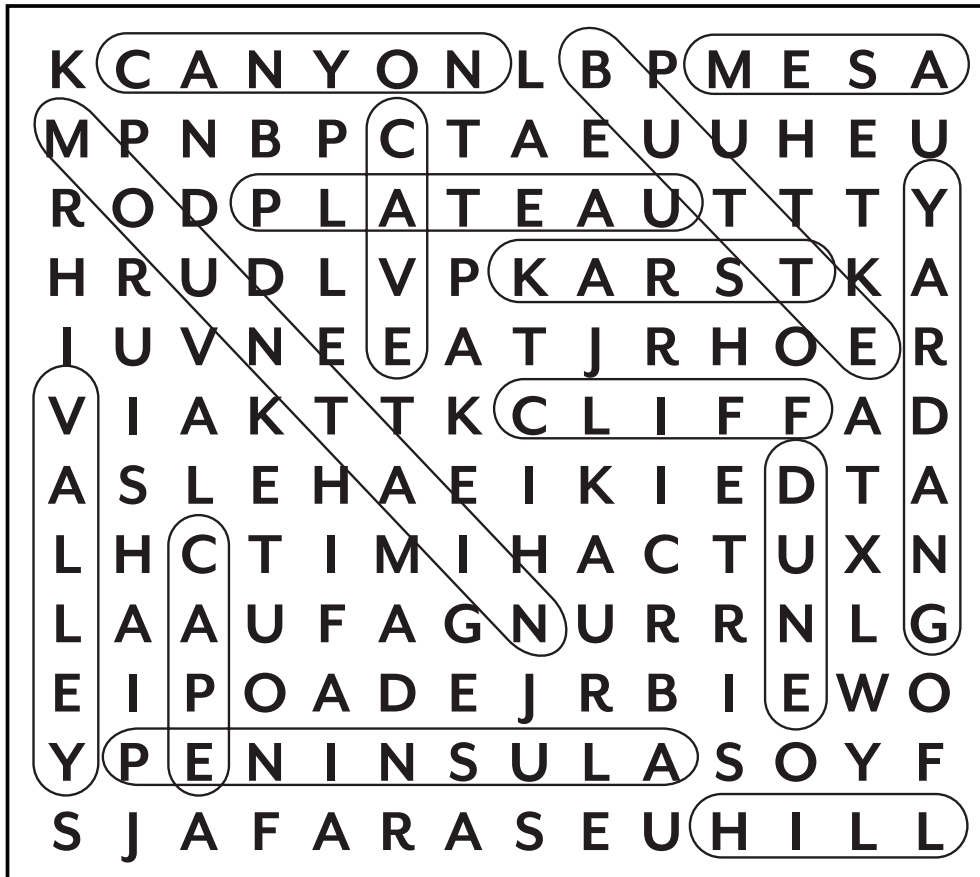 K C A N Y O N L B P M E S A
M P N B P C T A E U U H E U
R O D P L A T E A U T T T Y
H R U D L V P K A R S T K A
I U V N E E A T J R H O E R
V I A K T T K C L I F F A D
A S L E H A E I K I E D T A
L H C T I M I H A C T U X N
L A A U F A G N U R R N L G
E I P O A D E J R B I E W O
Y P E N I N S U L A S O Y F
S J A F A R A S E U H I L L